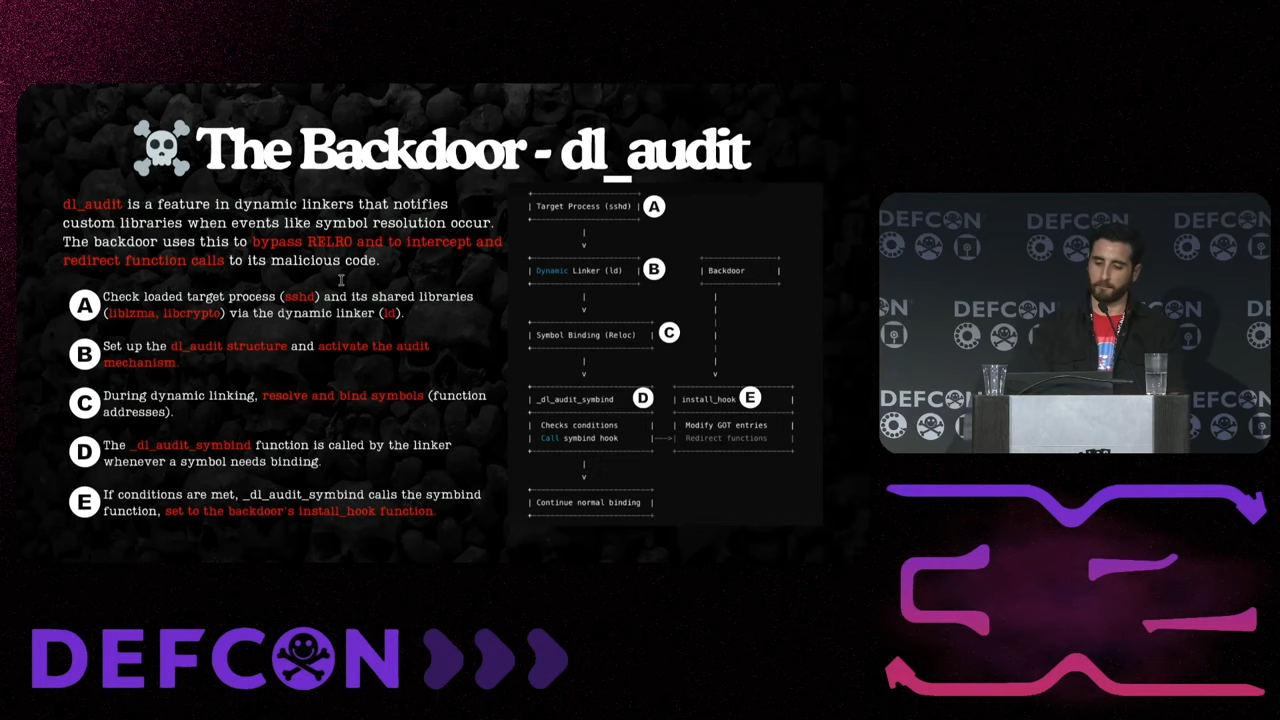 The Backdoor - dl_audit
dl_audit is a feature in dynamic linkers that notifies
custom libraries when events like symbol resolution occur.
The backdoor uses this to bypass RELRO and to intercept and
redirect function calls to its malicious code.
A
Check loaded target process (sshd) and its shared libraries
(liblzma, libcrypto) via the dynamic linker (ld).
B
Set up the dl_audit structure and activate the audit
mechanism.
C
During dynamic linking, resolve and bind symbols (function
addresses).
D
The _dl_audit_symbind function is called by the linker
whenever a symbol needs binding.
E
If conditions are met, _dl_audit_symbind calls the symbind
function, set to the backdoor's install_hook function.
Target Process (sshd)
A
Dynamic Linker (ld)
B
Backdoor
Symbol Binding (Reloc)
C
_dl_audit_symbind
D
install_hook
E
Checks conditions
Call symbind hook
Modify GOT entries
Redirect functions
Continue normal binding
DEFCON
DEFCON
DEFCON
DEFCON
DEFCON
DEFCON
DEFCON
DEFCON